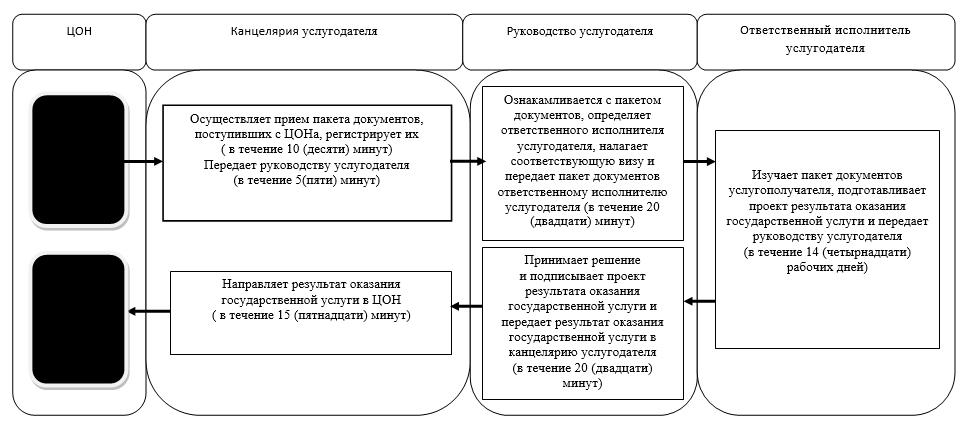 ЦОН
Канцелярия услугодателя
Руководство услугодателя
Ответственный исполнитель
услугодателя
Осуществляет прием пакета документов,
поступивших с ЦОНа, регистрирует их
( в течение 10 (десяти) минут)
Передает руководству услугодателя
(в течение 5(пяти) минут)
Ознакамливается с пакетом
документов, определяет
ответственного исполнителя
услугодателя, налагает
соответствующую визу и
передает пакет документов
ответственному исполнителю
услугодателя (в течение 20
(двадцати) минут)
Изучает пакет документов
услугополучателя, подготавливает
проект результата оказания
государственной услуги и передает
руководству услугодателя
(в течение 14 (четырнадцати)
рабочих дней)
Принимает решение
и подписывает проект
результата оказания
государственной услуги и
передает результат оказания
государственной услуги в
канцелярию услугодателя
(в течение 20 (двадцати)
минут)
Направляет результат оказания
государственной услуги в ЦОН
( в течение 15 (пятнадцати) минут)